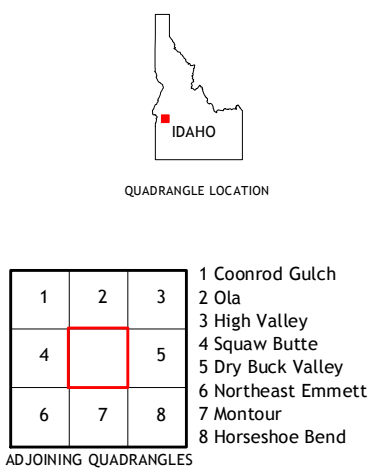 IDAHO
QUADRANGLE LOCATION
1 2 3
4 5
6 7 8
1 Coonrod Gulch
2 Ola
3 High Valley
4 Squaw Butte
5 Dry Buck Valley
6 Northeast Emmett
7 Montour
8 Horseshoe Bend
ADJOINING QUADRANGLES